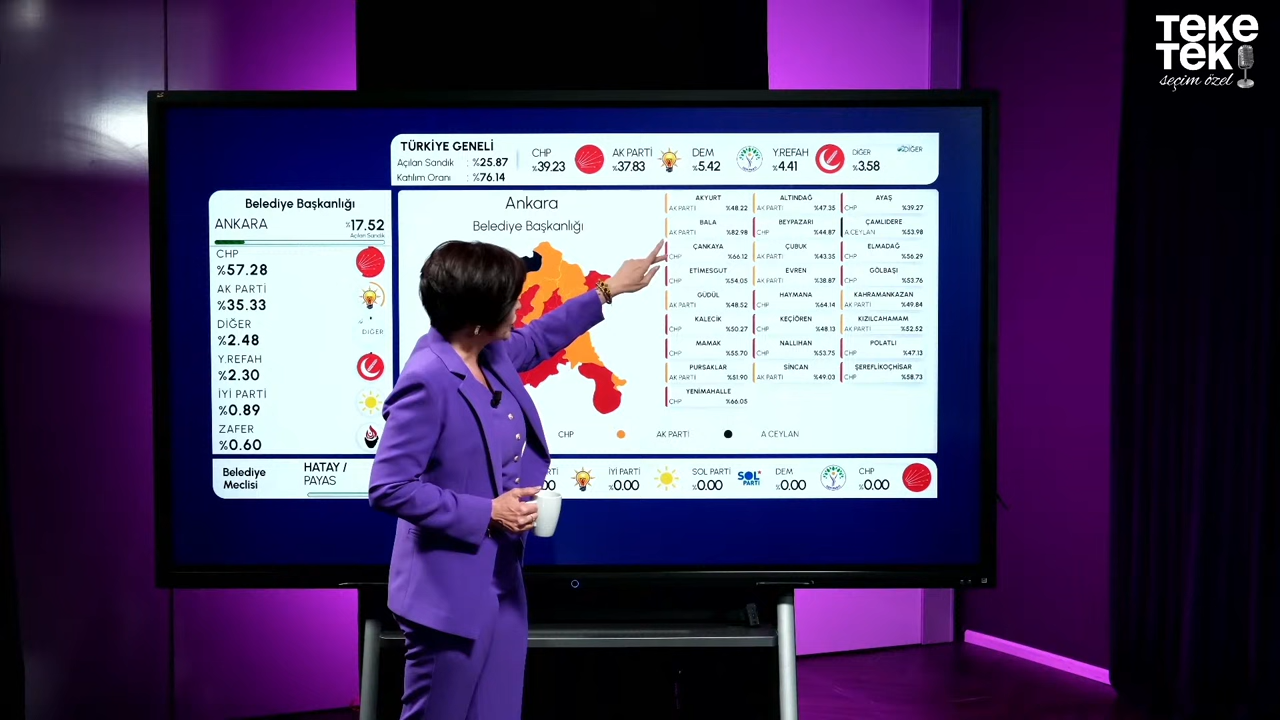 TEKE
TEK
seçim özel
TÜRKİYE GENELİ
Açılan Sandık : %25.87
Katılım Oranı : %76.14
CHP
%39.23
AK PARTİ
%37.83
DEM
%5.42
Y.REFAH
%4.41
DİĞER
%3.58
DİĞER
Belediye Başkanlığı
ANKARA
%17.52
Açılan Sandık
CHP
%57.28
AK PARTİ
%35.33
DİĞER
%2.48
DİĞER
Y.REFAH
%2.30
İYİ PARTİ
%0.89
ZAFER
%0.60
Ankara
Belediye Başkanlığı
AKYURT
AK PARTİ %48.22
ALTINDAĞ
AK PARTİ %47.35
AYAŞ
CHP %39.27
BALA
AK PARTİ %82.98
BEYPAZARI
CHP %44.87
ÇAMLIDERE
A.CEYLAN %53.98
ÇANKAYA
CHP %66.12
ÇUBUK
AK PARTİ %43.35
ELMADAĞ
CHP %56.29
ETİMESGUT
CHP %54.05
EVREN
AK PARTİ %38.87
GÖLBAŞI
CHP %53.76
GÜDÜL
AK PARTİ %48.52
HAYMANA
CHP %64.14
KAHRAMANKAZAN
AK PARTİ %49.84
KALECİK
CHP %50.27
KEÇİÖREN
CHP %48.13
KIZILCAHAMAM
AK PARTİ %52.52
MAMAK
CHP %55.70
NALLIHAN
CHP %53.75
POLATLI
CHP %47.13
PURSAKLAR
AK PARTİ %51.90
SİNCAN
AK PARTİ %49.03
ŞEREFLİKOÇHİSAR
CHP %58.73
YENİMAHALLE
CHP %66.05
CHP AK PARTİ A.CEYLAN
Belediye
Meclisi
HATAY /
PAYAS
İYİ PARTİ
%0.00
SOL PARTİ
%0.00
SOL
PARTİ
DEM
%0.00
CHP
%0.00